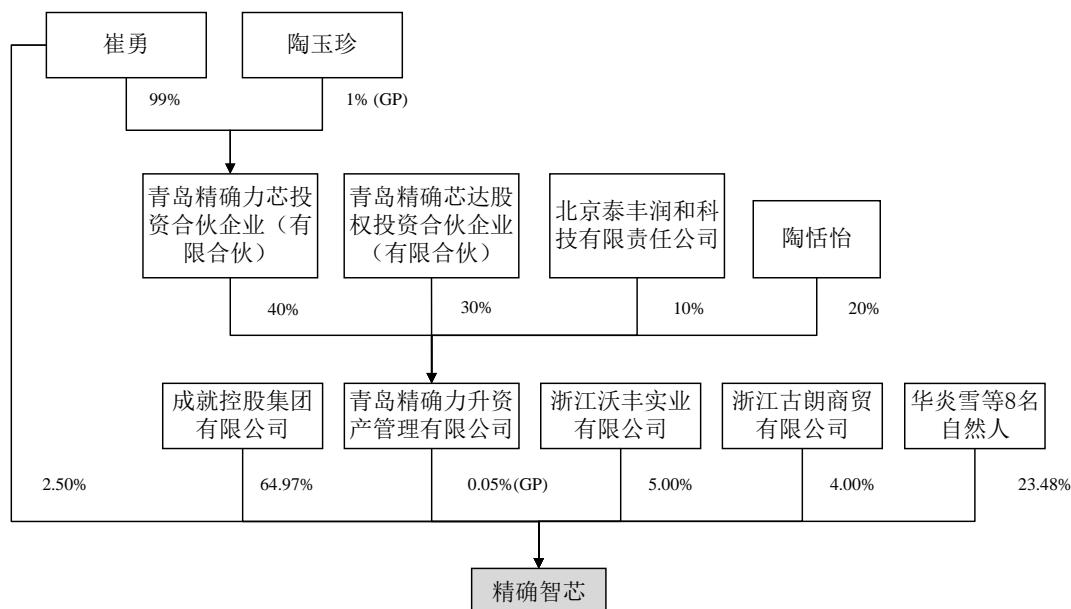 崔勇
陶玉珍
99%
1% (GP)
青岛精确力芯投
资合伙企业（有
限合伙）
青岛精确芯达股
权投资合伙企业
（有限合伙）
北京泰丰润和科
技有限责任公司
陶恬怡
40%
30%
10%
20%
成就控股集团
有限公司
青岛精确力升资
产管理有限公司
浙江沃丰实业
有限公司
浙江古朗商贸
有限公司
华炎雪等8名
自然人
2.50%
64.97%
0.05%(GP)
5.00%
4.00%
23.48%
精确智芯